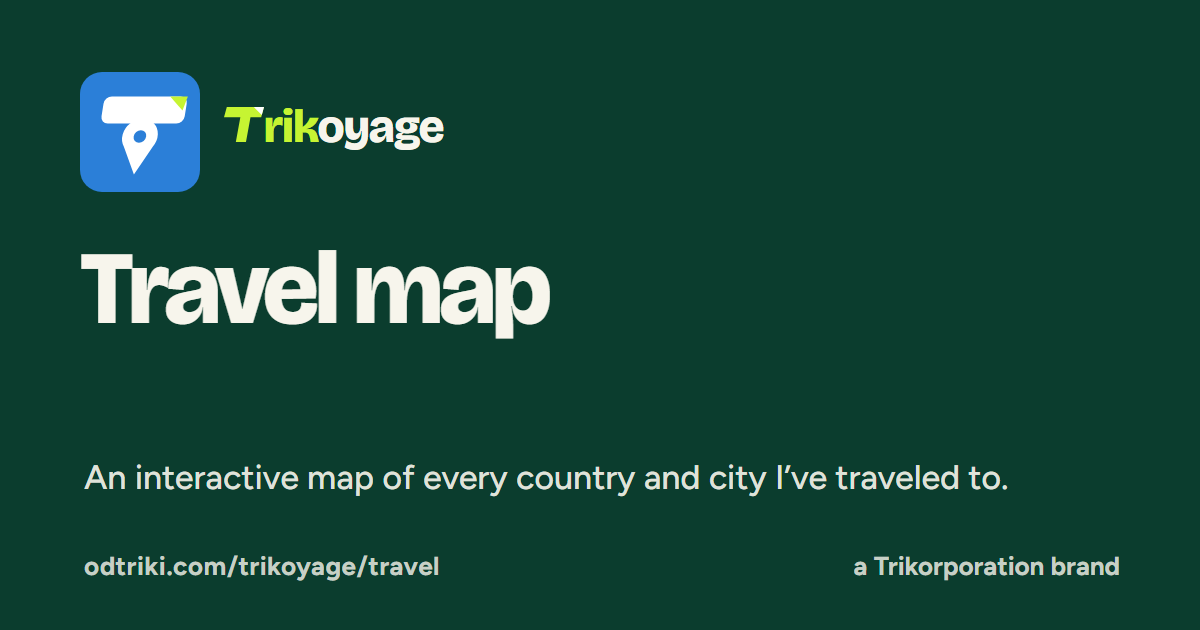 Trikoyage
Travel map
An interactive map of every country and city I’ve traveled to.
odtriki.com/trikoyage/travel
a Trikorporation brand